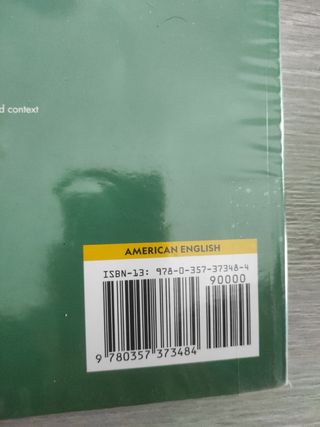 d context
AMERICAN ENGLISH
ISBN-13: 978-0-357-37348-4
90000
9 780357 373484